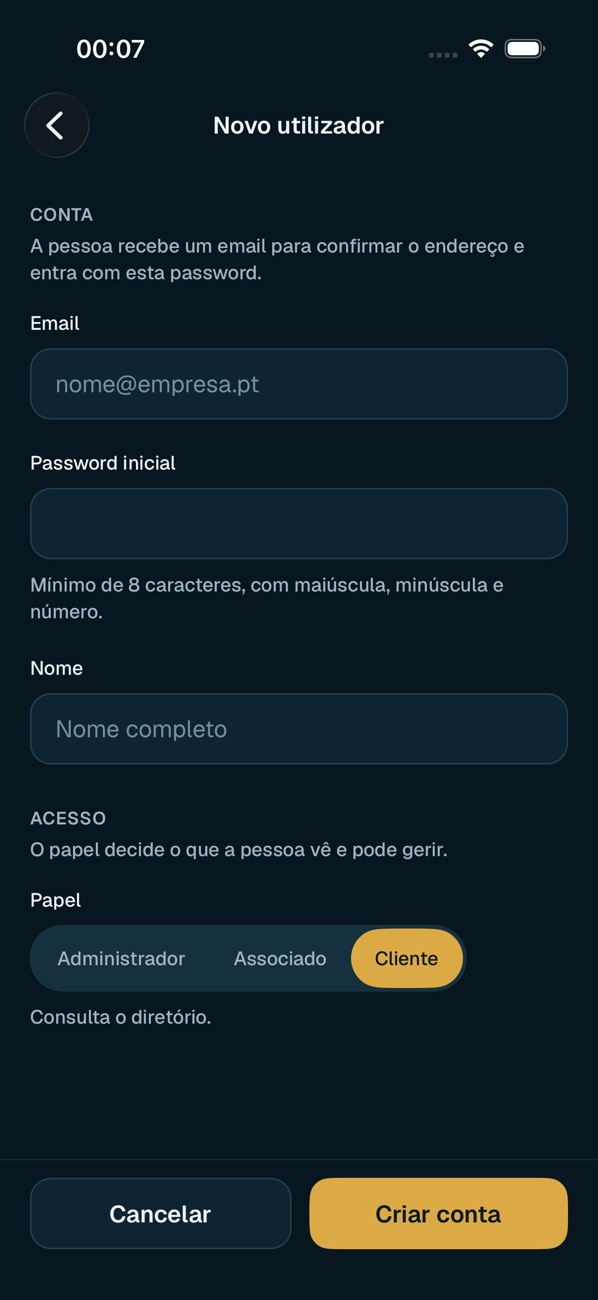 00:07
Novo utilizador
CONTA
A pessoa recebe um email para confirmar o endereço e
entra com esta password.
Email
nome@empresa.pt
Password inicial
Mínimo de 8 caracteres, com maiúscula, minúscula e
número.
Nome
Nome completo
ACESSO
O papel decide o que a pessoa vê e pode gerir.
Papel
Administrador Associado Cliente
Consulta o diretório.
Cancelar Criar conta